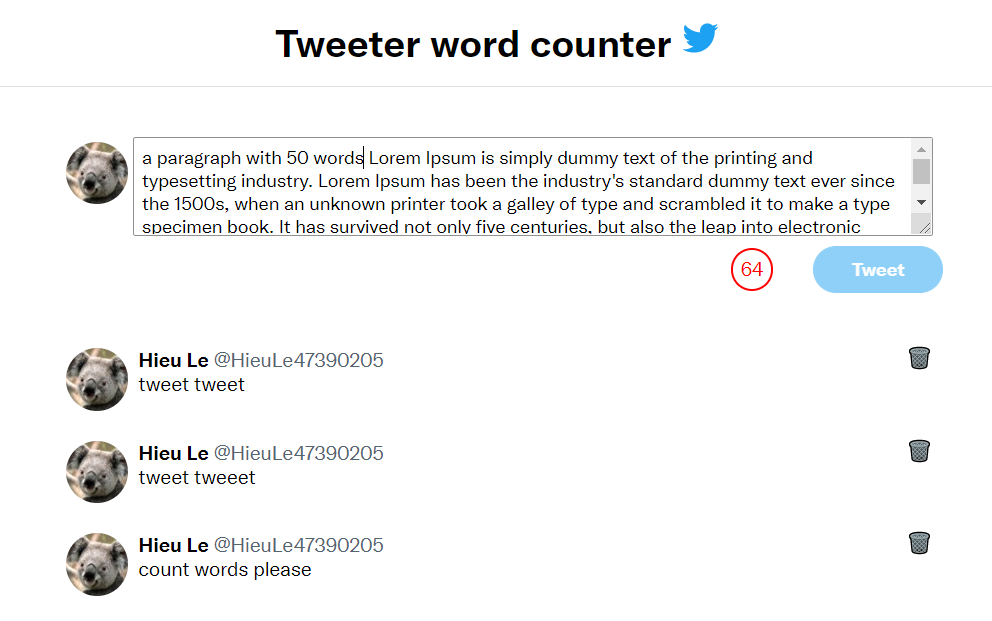 Tweeter word counter
a paragraph with 50 words Lorem Ipsum is simply dummy text of the printing and
typesetting industry. Lorem Ipsum has been the industry's standard dummy text ever since
the 1500s, when an unknown printer took a galley of type and scrambled it to make a type
specimen book. It has survived not only five centuries, but also the leap into electronic
64
Tweet
Hieu Le @HieuLe47390205
tweet tweet
Hieu Le @HieuLe47390205
tweet tweeet
Hieu Le @HieuLe47390205
count words please